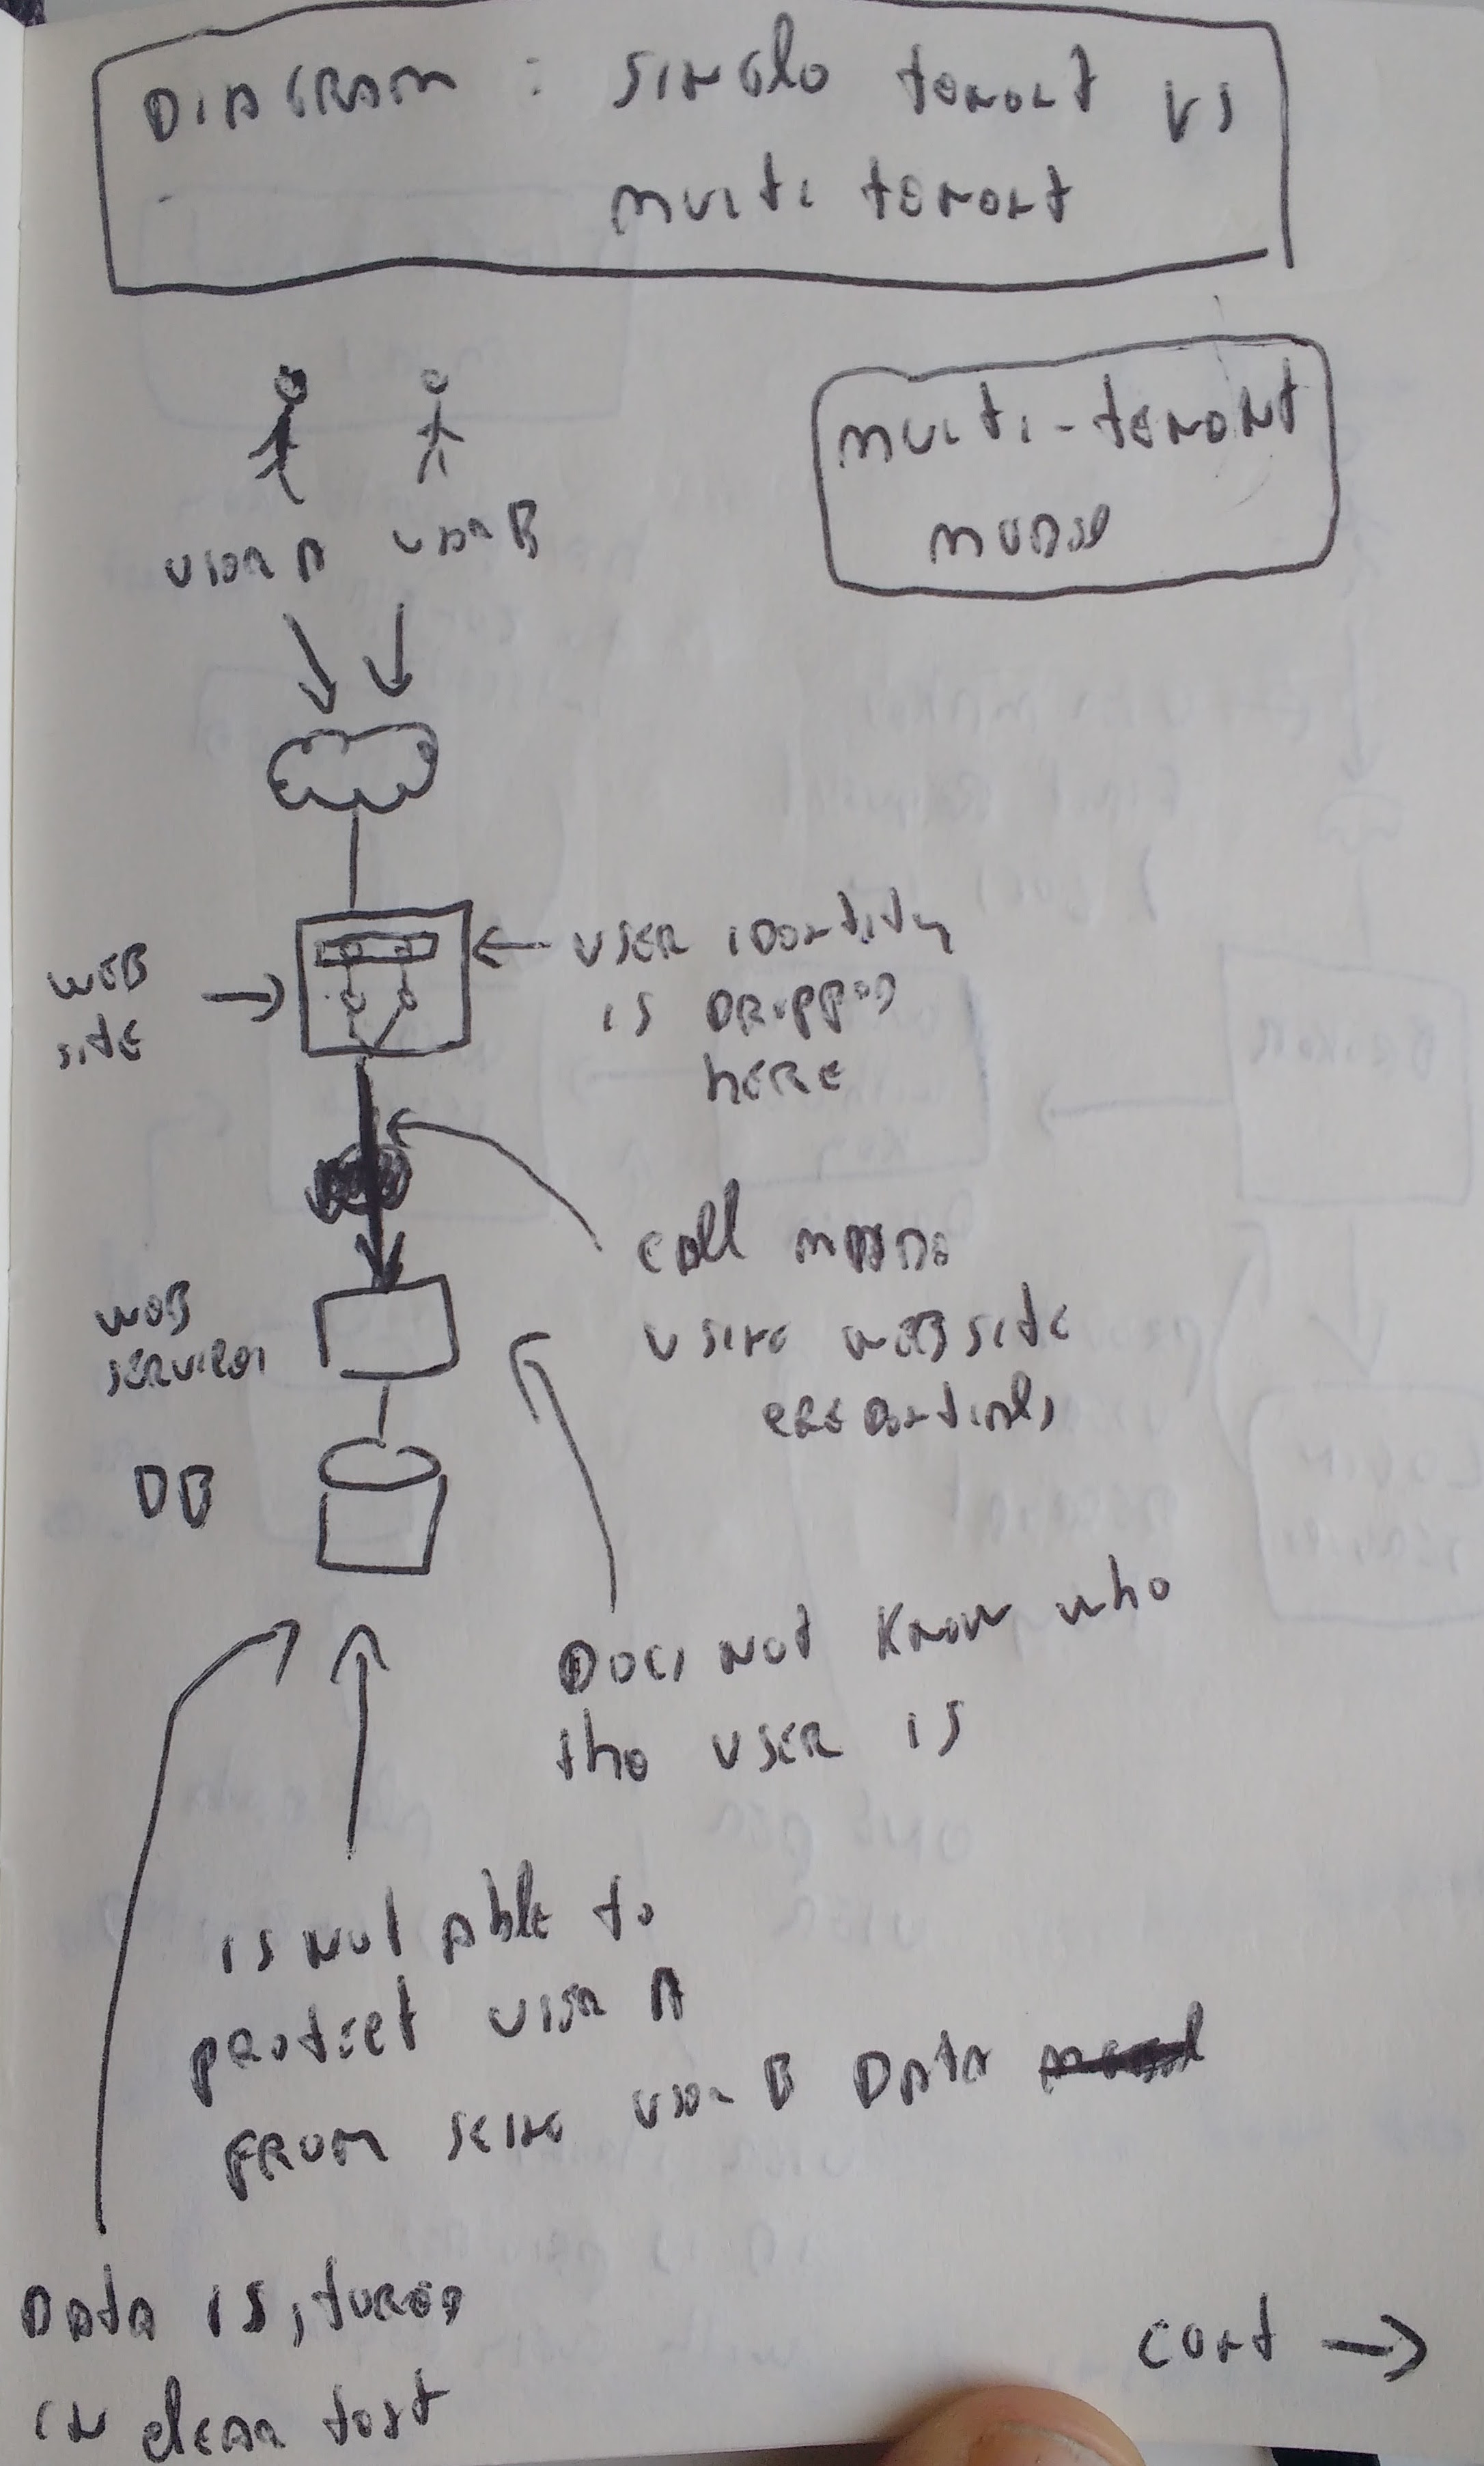 DIAGRAM : SINGLE tenant vs
multi tenant
multi-tenant
model
user A user B
WEB
sitE
USER identity
is DROPPED
hERE
call made
using website
credentials
WEB
SERVICES
DB
Does not know who
the USER is
is not able to
protect user A
FROM seing user B Data
Data is stored
in clear text
cont →